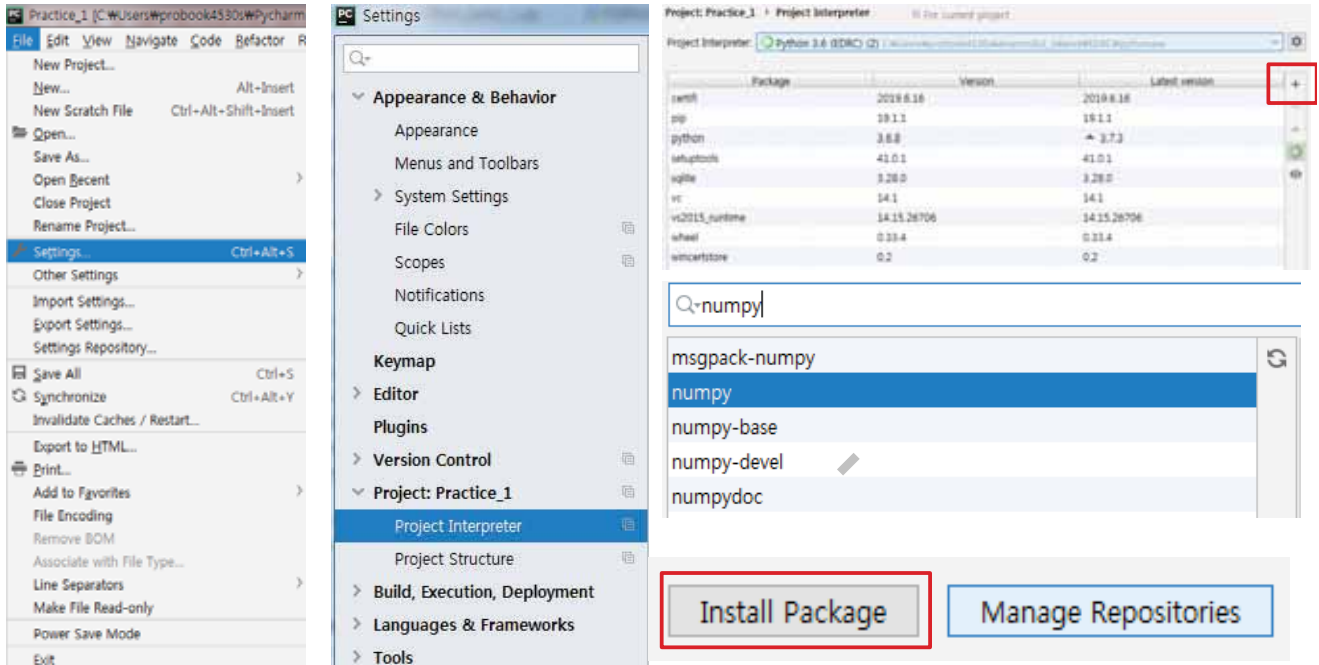 Practice_1 [C:₩Users₩probook4530s₩Pycharm
File Edit View Navigate Code Refactor R
New Project...
New... Alt+Insert
New Scratch File Ctrl+Alt+Shift+Insert
Open...
Save As...
Open Recent
Close Project
Rename Project...
Settings... Ctrl+Alt+S
Other Settings
Import Settings...
Export Settings...
Settings Repository...
Save All Ctrl+S
Synchronize Ctrl+Alt+Y
Invalidate Caches / Restart...
Export to HTML...
Print...
Add to Favorites
File Encoding
Remove BOM
Associate with File Type...
Line Separators
Make File Read-only
Power Save Mode
Exit
PC Settings
Appearance & Behavior
Appearance
Menus and Toolbars
System Settings
File Colors
Scopes
Notifications
Quick Lists
Keymap
Editor
Plugins
Version Control
Project: Practice_1
Project Interpreter
Project Structure
Build, Execution, Deployment
Languages & Frameworks
Tools
Project: Practice_1 › Project Interpreter For current project
Project Interpreter: Python 3.6 (IDRC) (2)
Package Version Latest version
certifi 2019.6.16 2019.6.16
pip 19.1.1 19.1.1
python 3.6.8 3.7.3
setuptools 41.0.1 41.0.1
sqlite 3.28.0 3.28.0
vc 14.1 14.1
vs2015_runtime 14.15.26706 14.15.26706
wheel 0.33.4 0.33.4
wincertstore 0.2 0.2
numpy
msgpack-numpy
numpy
numpy-base
numpy-devel
numpydoc
Install Package Manage Repositories